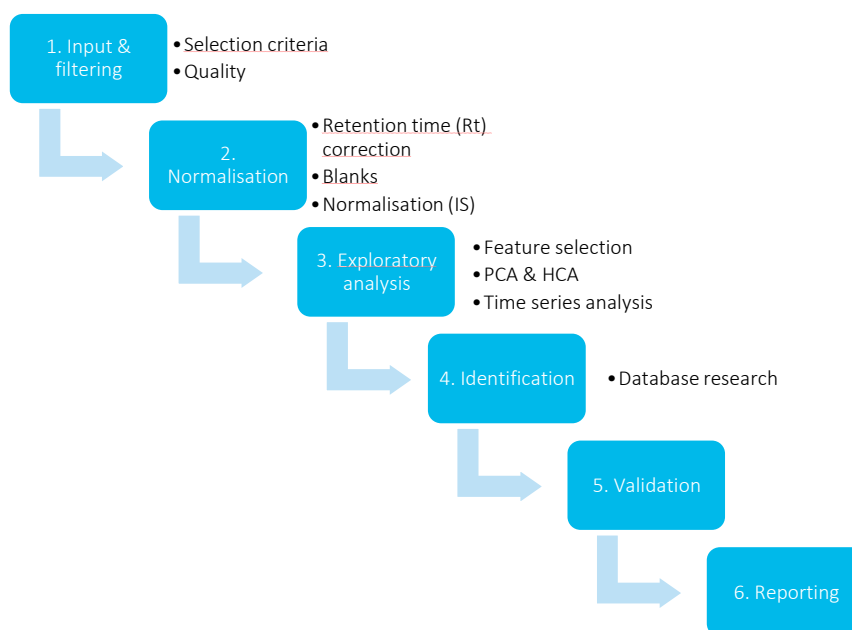 1. Input &
filtering
• Selection criteria
• Quality
2.
Normalisation
• Retention time (Rt)
correction
• Blanks
• Normalisation (IS)
3. Exploratory
analysis
• Feature selection
• PCA & HCA
• Time series analysis
4. Identification
• Database research
5. Validation
6. Reporting